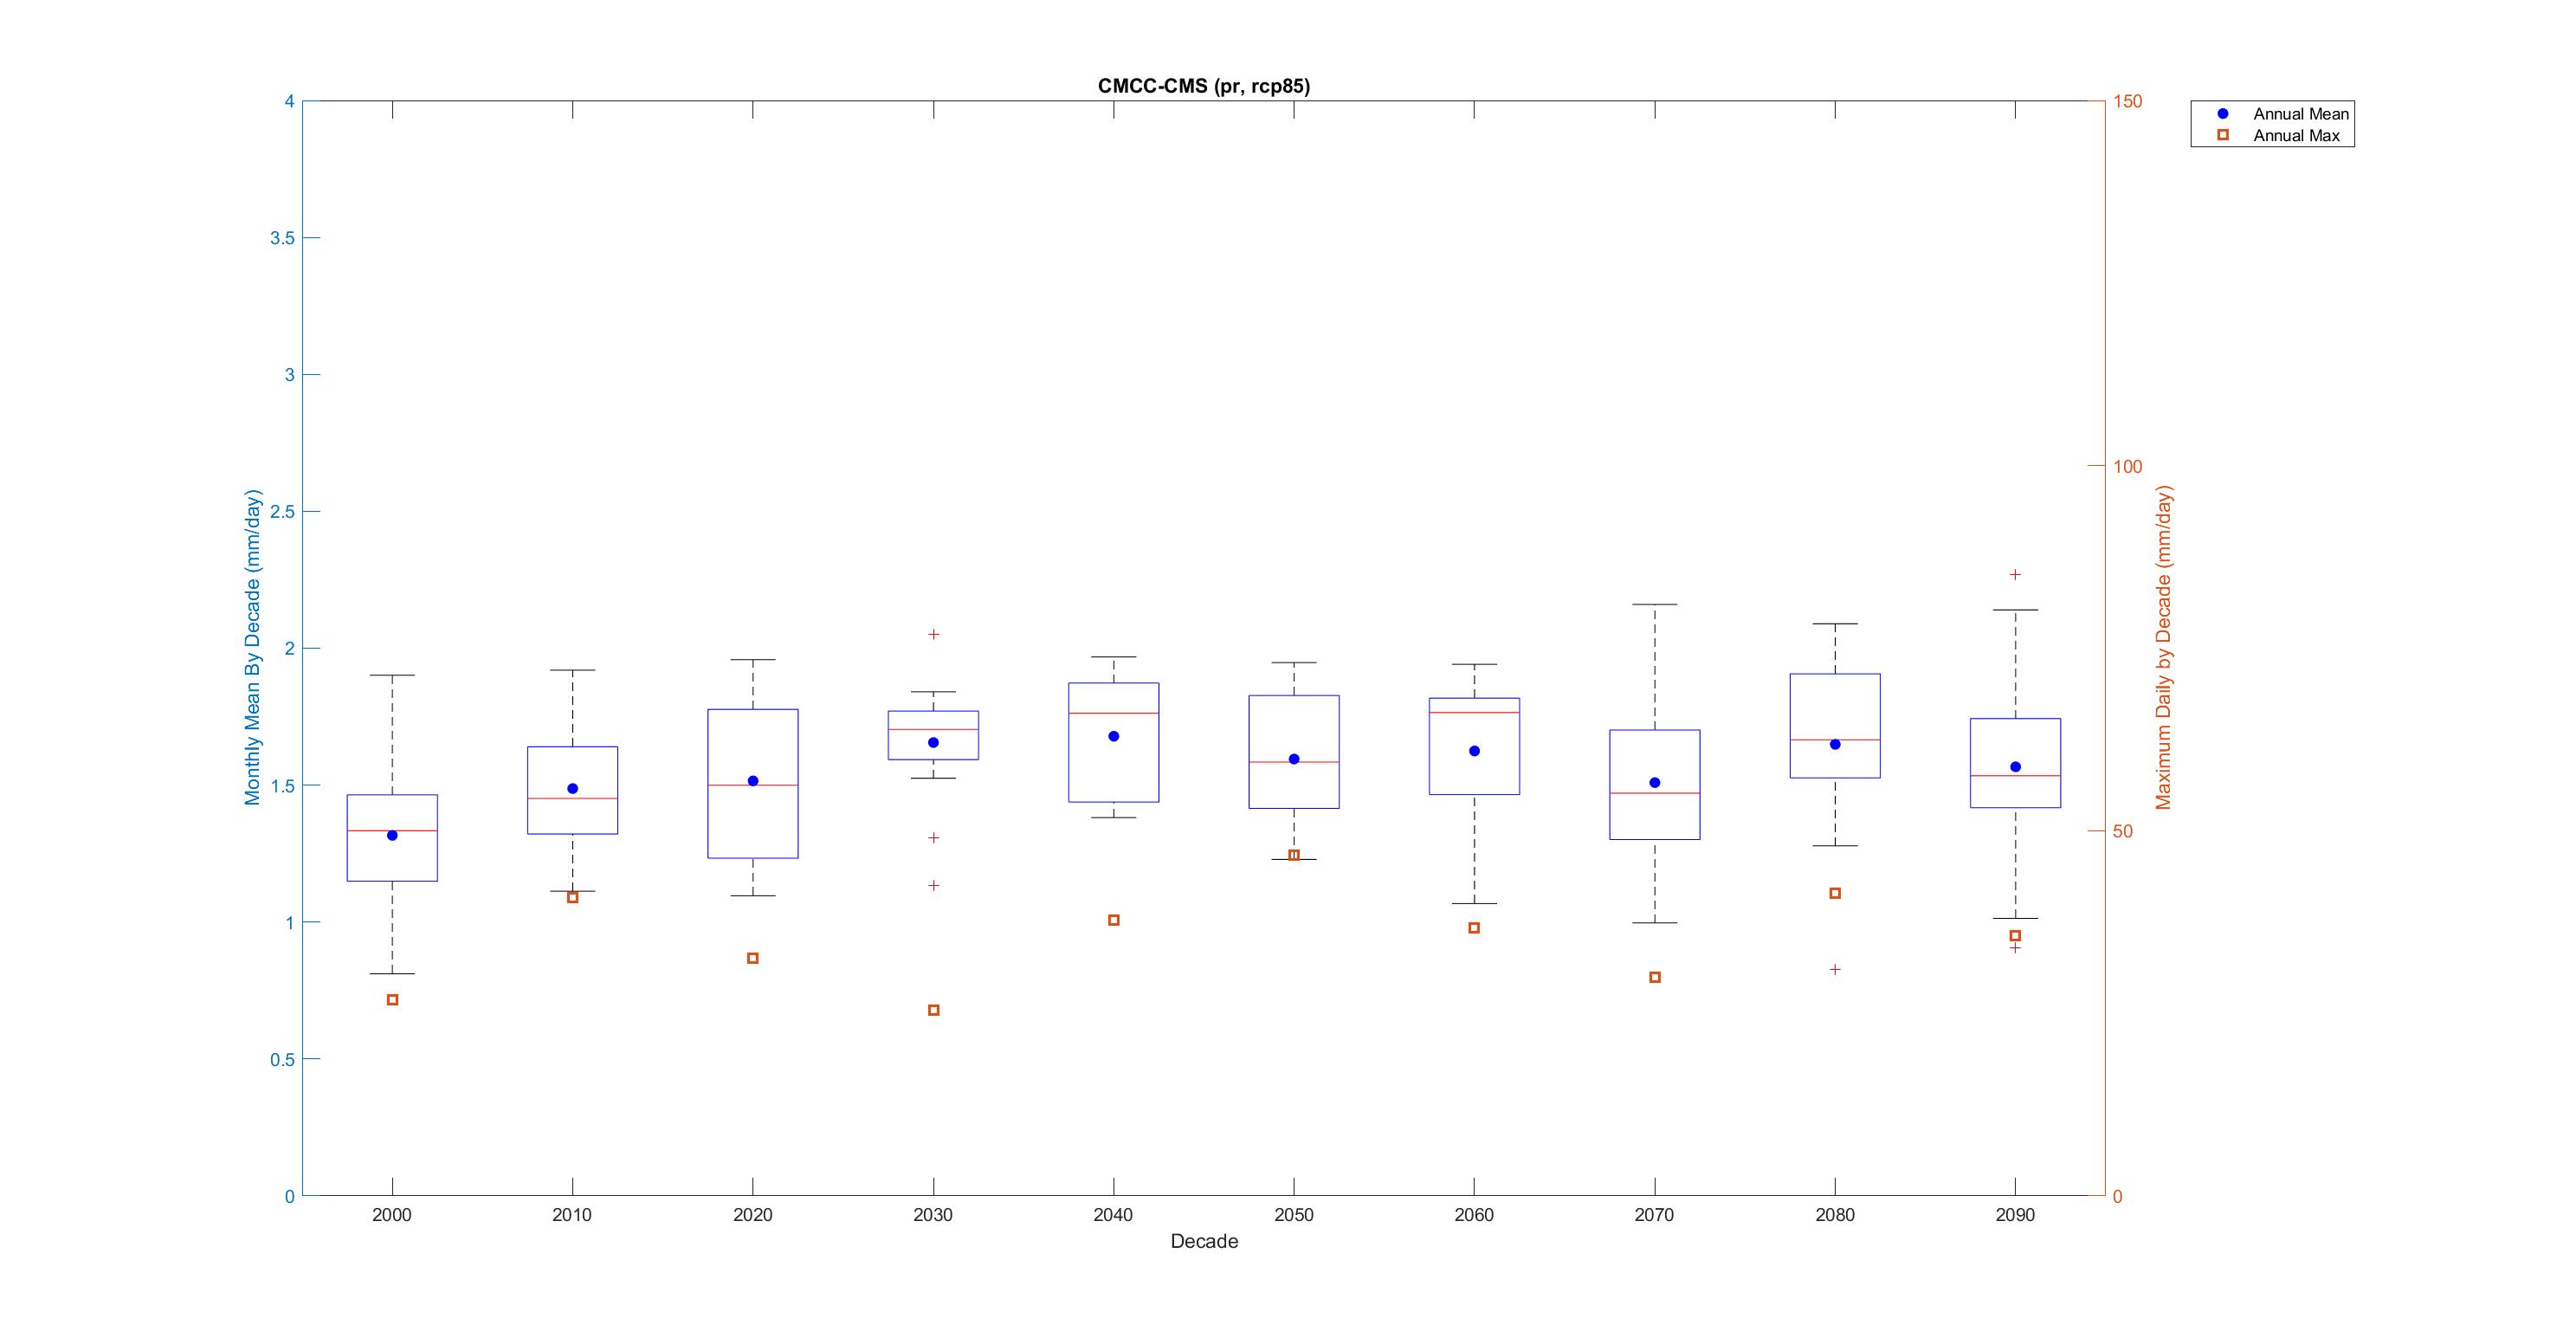 CMCC-CMS (pr, rcp85)
Annual Mean
Annual Max
Monthly Mean By Decade (mm/day)
4
3.5
3
2.5
2
1.5
1
0.5
0
Maximum Daily by Decade (mm/day)
150
100
50
0
2000 2010 2020 2030 2040 2050 2060 2070 2080 2090
Decade